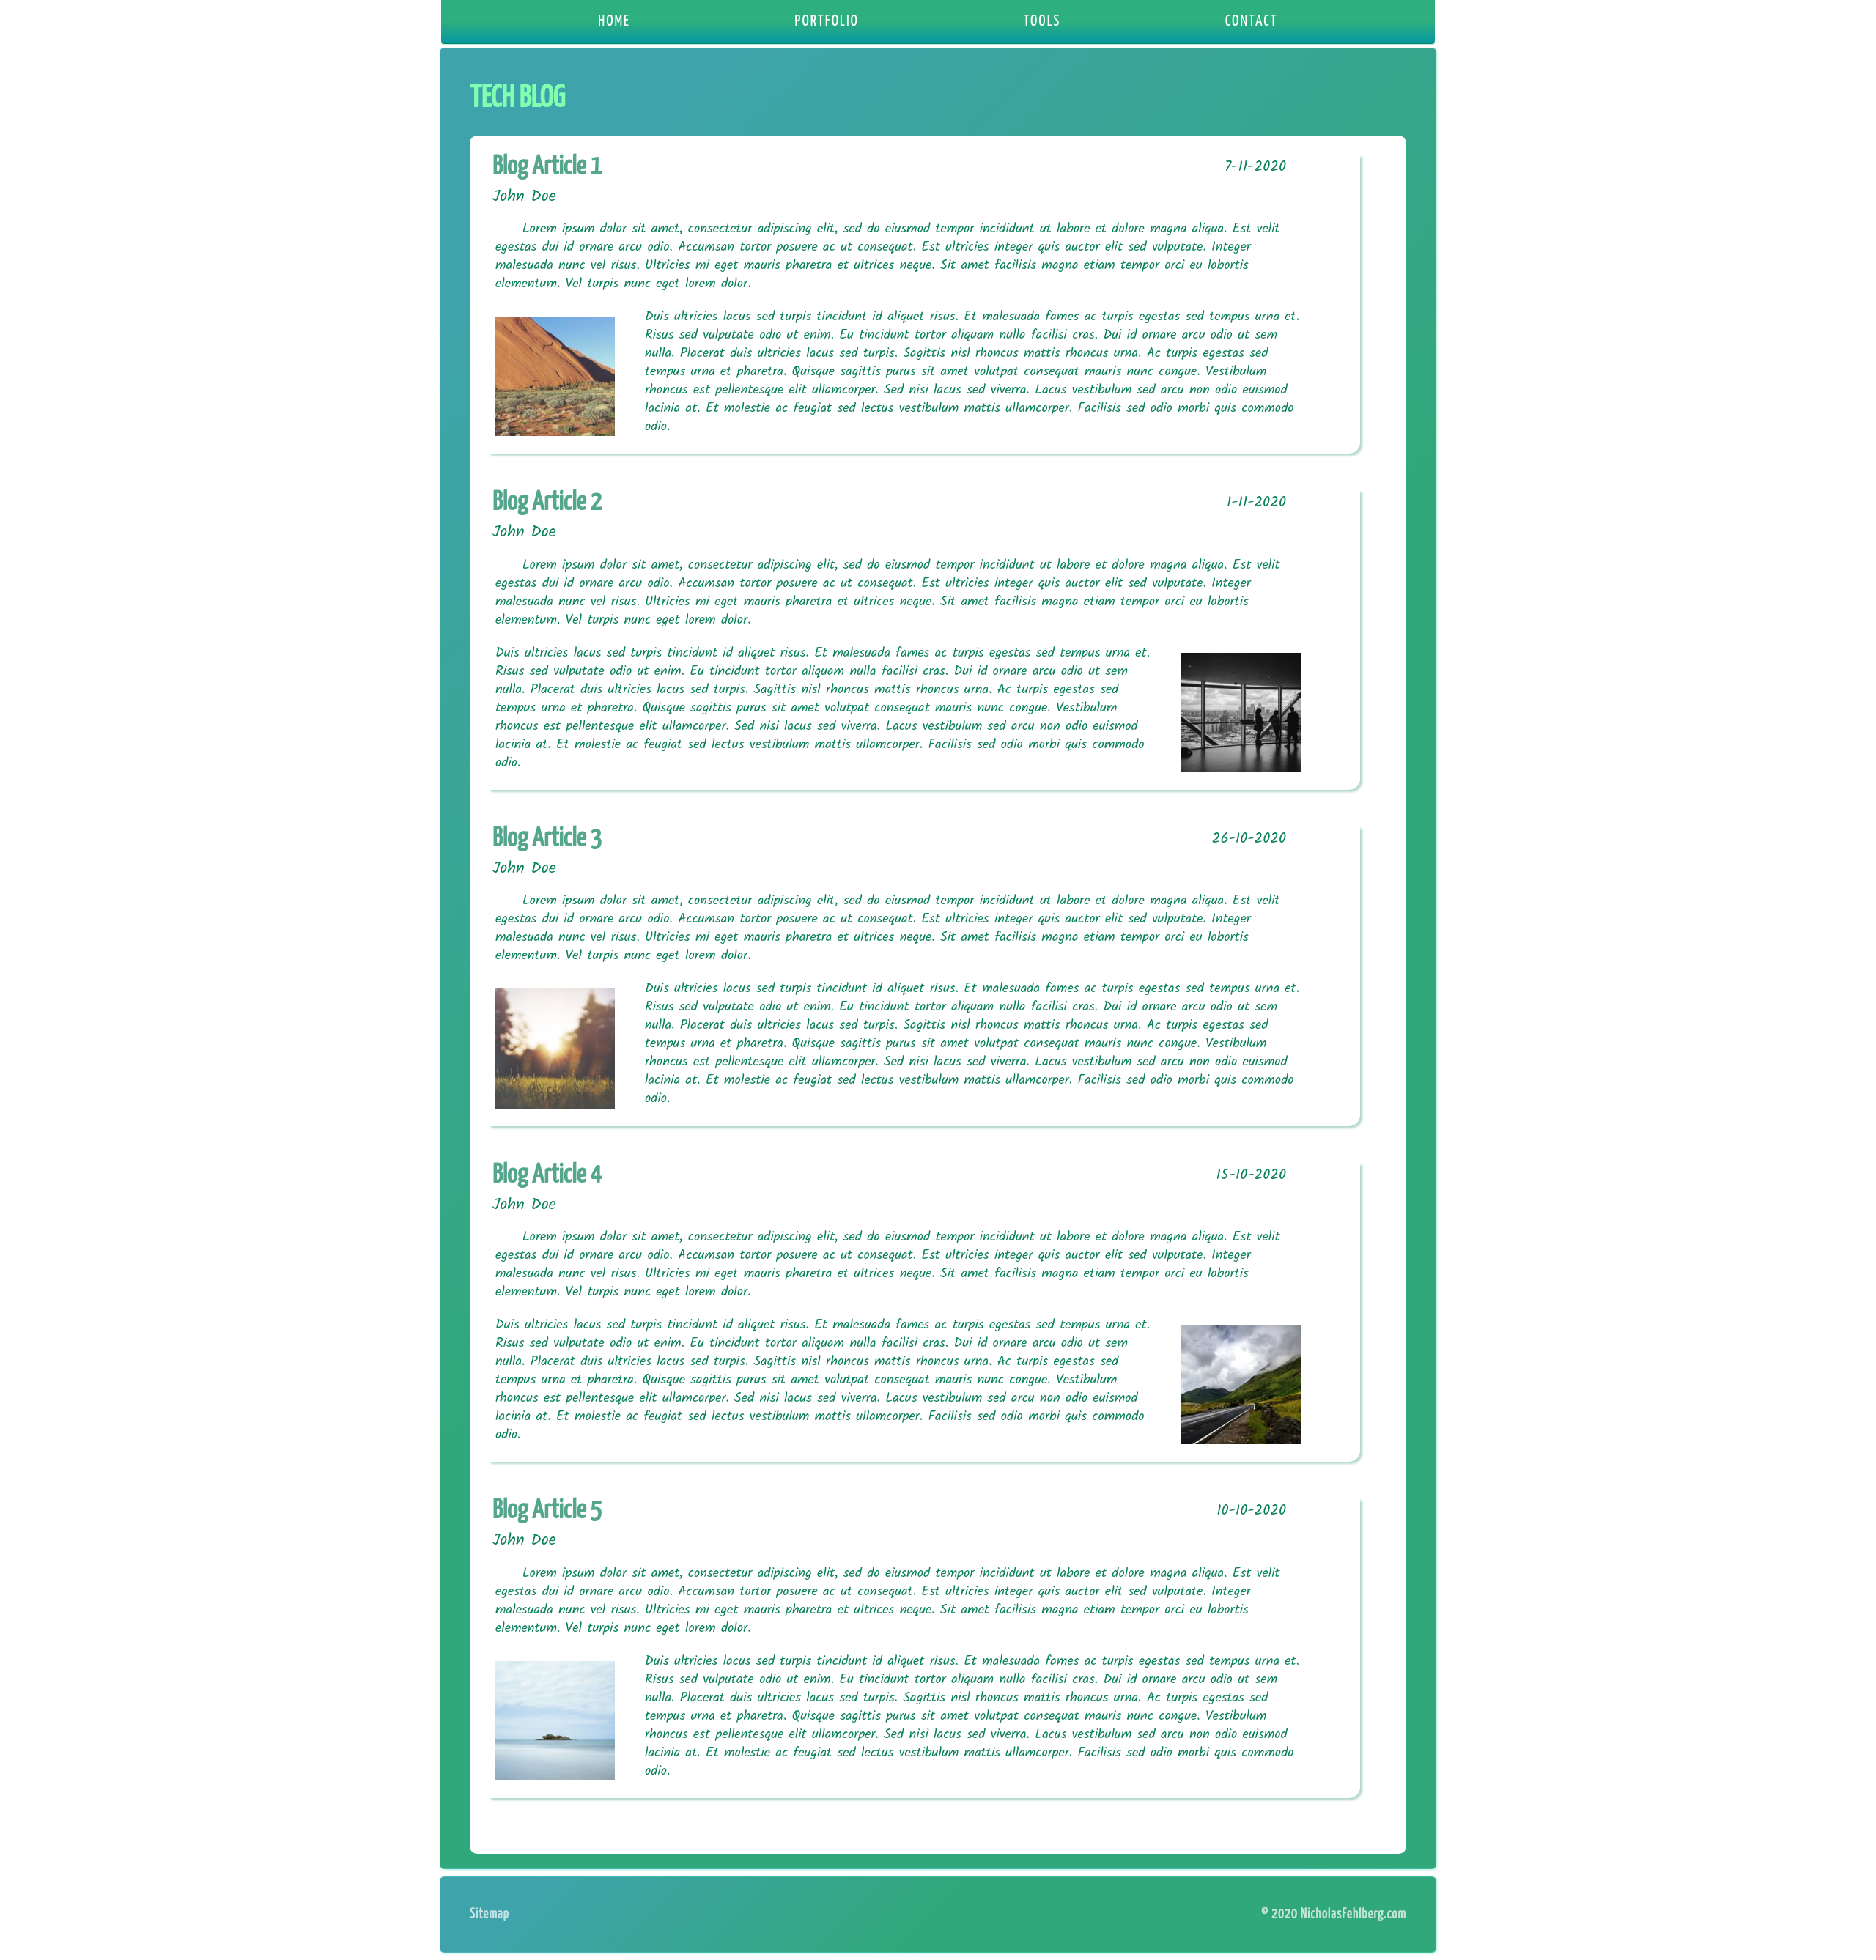 HOME PORTFOLIO TOOLS CONTACT
TECH BLOG
Blog Article 1 7-11-2020
John Doe
Lorem ipsum dolor sit amet, consectetur adipiscing elit, sed do eiusmod tempor incididunt ut labore et dolore magna aliqua. Est velit
egestas dui id ornare arcu odio. Accumsan tortor posuere ac ut consequat. Est ultricies integer quis auctor elit sed vulputate. Integer
malesuada nunc vel risus. Ultricies mi eget mauris pharetra et ultrices neque. Sit amet facilisis magna etiam tempor orci eu lobortis
elementum. Vel turpis nunc eget lorem dolor.
Duis ultricies lacus sed turpis tincidunt id aliquet risus. Et malesuada fames ac turpis egestas sed tempus urna et.
Risus sed vulputate odio ut enim. Eu tincidunt tortor aliquam nulla facilisi cras. Dui id ornare arcu odio ut sem
nulla. Placerat duis ultricies lacus sed turpis. Sagittis nisl rhoncus mattis rhoncus urna. Ac turpis egestas sed
tempus urna et pharetra. Quisque sagittis purus sit amet volutpat consequat mauris nunc congue. Vestibulum
rhoncus est pellentesque elit ullamcorper. Sed nisi lacus sed viverra. Lacus vestibulum sed arcu non odio euismod
lacinia at. Et molestie ac feugiat sed lectus vestibulum mattis ullamcorper. Facilisis sed odio morbi quis commodo
odio.
Blog Article 2 1-11-2020
John Doe
Lorem ipsum dolor sit amet, consectetur adipiscing elit, sed do eiusmod tempor incididunt ut labore et dolore magna aliqua. Est velit
egestas dui id ornare arcu odio. Accumsan tortor posuere ac ut consequat. Est ultricies integer quis auctor elit sed vulputate. Integer
malesuada nunc vel risus. Ultricies mi eget mauris pharetra et ultrices neque. Sit amet facilisis magna etiam tempor orci eu lobortis
elementum. Vel turpis nunc eget lorem dolor.
Duis ultricies lacus sed turpis tincidunt id aliquet risus. Et malesuada fames ac turpis egestas sed tempus urna et.
Risus sed vulputate odio ut enim. Eu tincidunt tortor aliquam nulla facilisi cras. Dui id ornare arcu odio ut sem
nulla. Placerat duis ultricies lacus sed turpis. Sagittis nisl rhoncus mattis rhoncus urna. Ac turpis egestas sed
tempus urna et pharetra. Quisque sagittis purus sit amet volutpat consequat mauris nunc congue. Vestibulum
rhoncus est pellentesque elit ullamcorper. Sed nisi lacus sed viverra. Lacus vestibulum sed arcu non odio euismod
lacinia at. Et molestie ac feugiat sed lectus vestibulum mattis ullamcorper. Facilisis sed odio morbi quis commodo
odio.
Blog Article 3 26-10-2020
John Doe
Lorem ipsum dolor sit amet, consectetur adipiscing elit, sed do eiusmod tempor incididunt ut labore et dolore magna aliqua. Est velit
egestas dui id ornare arcu odio. Accumsan tortor posuere ac ut consequat. Est ultricies integer quis auctor elit sed vulputate. Integer
malesuada nunc vel risus. Ultricies mi eget mauris pharetra et ultrices neque. Sit amet facilisis magna etiam tempor orci eu lobortis
elementum. Vel turpis nunc eget lorem dolor.
Duis ultricies lacus sed turpis tincidunt id aliquet risus. Et malesuada fames ac turpis egestas sed tempus urna et.
Risus sed vulputate odio ut enim. Eu tincidunt tortor aliquam nulla facilisi cras. Dui id ornare arcu odio ut sem
nulla. Placerat duis ultricies lacus sed turpis. Sagittis nisl rhoncus mattis rhoncus urna. Ac turpis egestas sed
tempus urna et pharetra. Quisque sagittis purus sit amet volutpat consequat mauris nunc congue. Vestibulum
rhoncus est pellentesque elit ullamcorper. Sed nisi lacus sed viverra. Lacus vestibulum sed arcu non odio euismod
lacinia at. Et molestie ac feugiat sed lectus vestibulum mattis ullamcorper. Facilisis sed odio morbi quis commodo
odio.
Blog Article 4 15-10-2020
John Doe
Lorem ipsum dolor sit amet, consectetur adipiscing elit, sed do eiusmod tempor incididunt ut labore et dolore magna aliqua. Est velit
egestas dui id ornare arcu odio. Accumsan tortor posuere ac ut consequat. Est ultricies integer quis auctor elit sed vulputate. Integer
malesuada nunc vel risus. Ultricies mi eget mauris pharetra et ultrices neque. Sit amet facilisis magna etiam tempor orci eu lobortis
elementum. Vel turpis nunc eget lorem dolor.
Duis ultricies lacus sed turpis tincidunt id aliquet risus. Et malesuada fames ac turpis egestas sed tempus urna et.
Risus sed vulputate odio ut enim. Eu tincidunt tortor aliquam nulla facilisi cras. Dui id ornare arcu odio ut sem
nulla. Placerat duis ultricies lacus sed turpis. Sagittis nisl rhoncus mattis rhoncus urna. Ac turpis egestas sed
tempus urna et pharetra. Quisque sagittis purus sit amet volutpat consequat mauris nunc congue. Vestibulum
rhoncus est pellentesque elit ullamcorper. Sed nisi lacus sed viverra. Lacus vestibulum sed arcu non odio euismod
lacinia at. Et molestie ac feugiat sed lectus vestibulum mattis ullamcorper. Facilisis sed odio morbi quis commodo
odio.
Blog Article 5 10-10-2020
John Doe
Lorem ipsum dolor sit amet, consectetur adipiscing elit, sed do eiusmod tempor incididunt ut labore et dolore magna aliqua. Est velit
egestas dui id ornare arcu odio. Accumsan tortor posuere ac ut consequat. Est ultricies integer quis auctor elit sed vulputate. Integer
malesuada nunc vel risus. Ultricies mi eget mauris pharetra et ultrices neque. Sit amet facilisis magna etiam tempor orci eu lobortis
elementum. Vel turpis nunc eget lorem dolor.
Duis ultricies lacus sed turpis tincidunt id aliquet risus. Et malesuada fames ac turpis egestas sed tempus urna et.
Risus sed vulputate odio ut enim. Eu tincidunt tortor aliquam nulla facilisi cras. Dui id ornare arcu odio ut sem
nulla. Placerat duis ultricies lacus sed turpis. Sagittis nisl rhoncus mattis rhoncus urna. Ac turpis egestas sed
tempus urna et pharetra. Quisque sagittis purus sit amet volutpat consequat mauris nunc congue. Vestibulum
rhoncus est pellentesque elit ullamcorper. Sed nisi lacus sed viverra. Lacus vestibulum sed arcu non odio euismod
lacinia at. Et molestie ac feugiat sed lectus vestibulum mattis ullamcorper. Facilisis sed odio morbi quis commodo
odio.
Sitemap © 2020 NicholasFehlberg.com